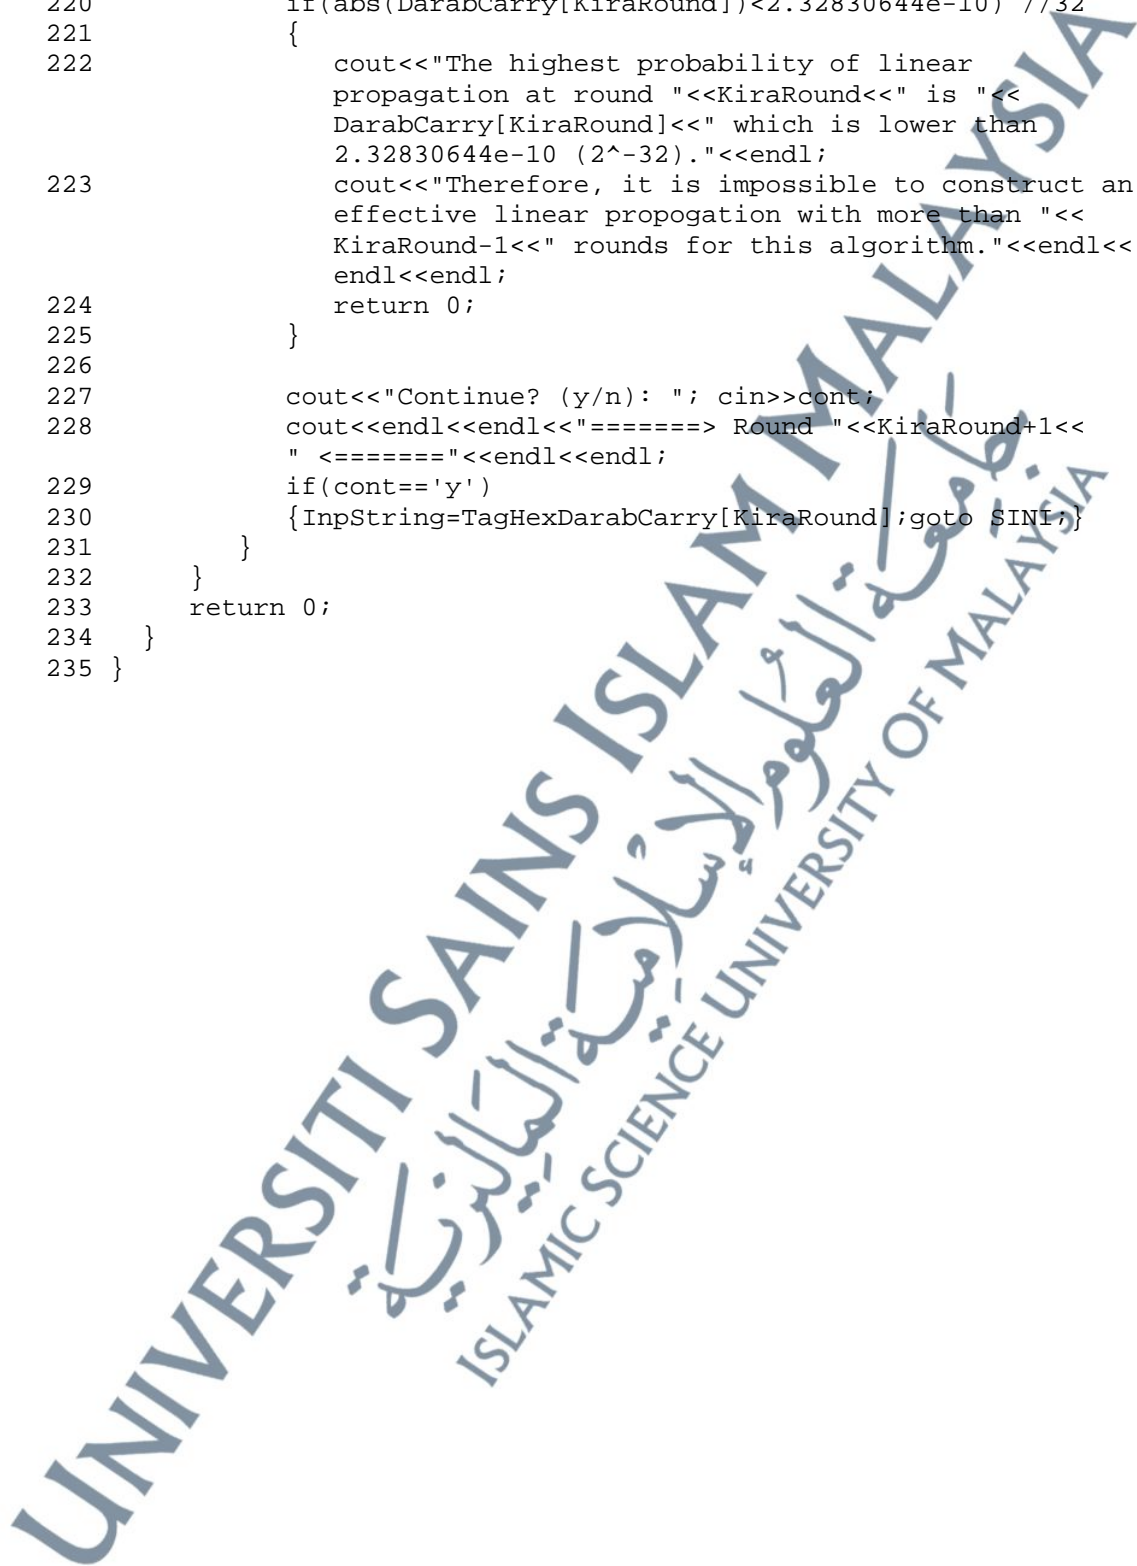 220 if(abs(DarabCarry[KiraRound])<2.32830644e-10) //32
221 {
222 cout<<"The highest probability of linear
propagation at round "<<KiraRound<<" is "<<
DarabCarry[KiraRound]<<" which is lower than
2.32830644e-10 (2^-32)."<<endl;
223 cout<<"Therefore, it is impossible to construct an
effective linear propogation with more than "<<
KiraRound-1<<" rounds for this algorithm."<<endl<<
endl<<endl;
224 return 0;
225 }
226
227 cout<<"Continue? (y/n): "; cin>>cont;
228 cout<<endl<<endl<<"=======> Round "<<KiraRound+1<<
" <======="<<endl<<endl;
229 if(cont=='y')
230 {InpString=TagHexDarabCarry[KiraRound];goto SINI;}
231 }
232 }
233 return 0;
234 }
235 }
UNIVERSITI SAINS ISLAM MALAYSIA
جامعة العلوم الإسلامية الماليزية
ISLAMIC SCIENCE UNIVERSITY OF MALAYSIA